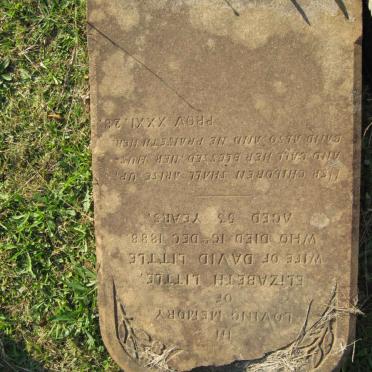 IN
LOVING MEMORY
OF
ELIZABETH LITTLE,
WIFE OF DAVID LITTLE
WHO DIED 16TH DEC. 1888
AGED 55 YEARS.
HER CHILDREN SHALL ARISE UP,
AND CALL HER BLESSED, HER HUS-
BAND ALSO AND HE PRAISETH HER.
PROV XXXI.28.